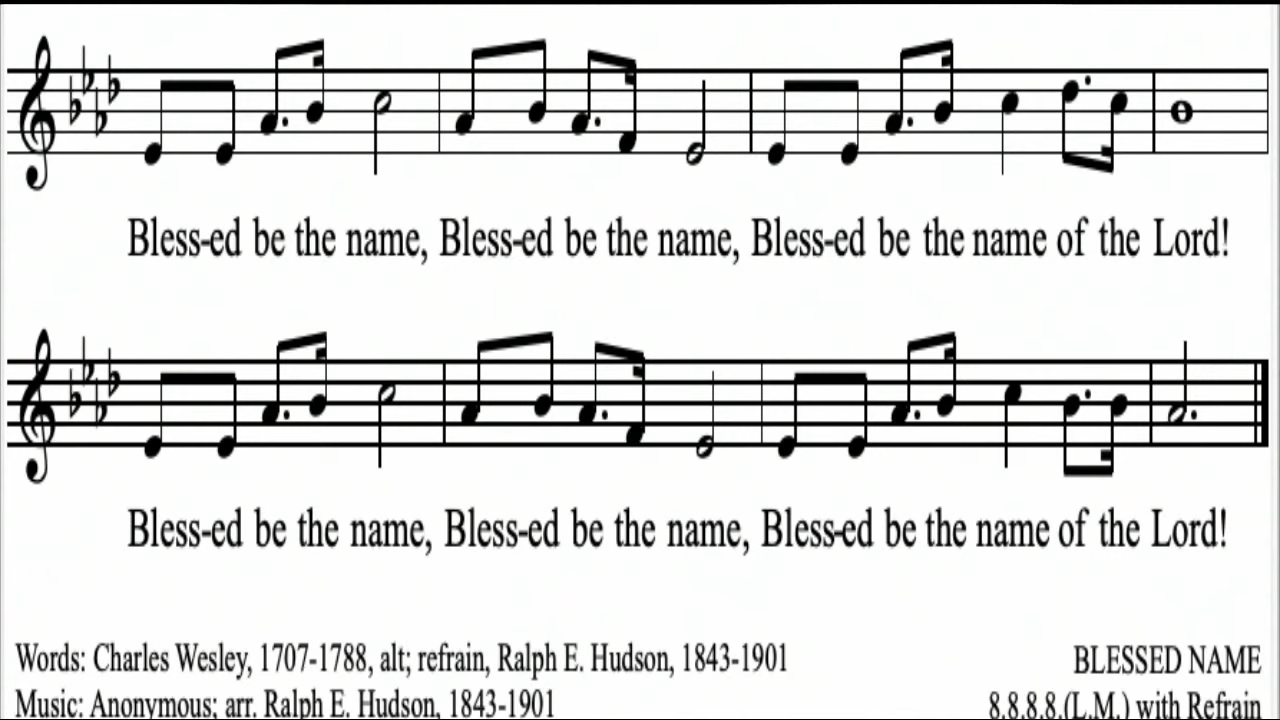 Bless-ed be the name, Bless-ed be the name, Bless-ed be the name of the Lord!
Bless-ed be the name, Bless-ed be the name, Bless-ed be the name of the Lord!
Words: Charles Wesley, 1707-1788, alt; refrain, Ralph E. Hudson, 1843-1901
BLESSED NAME
Music: Anonymous; arr. Ralph E. Hudson, 1843-1901
8.8.8.8.(L.M.) with Refrain